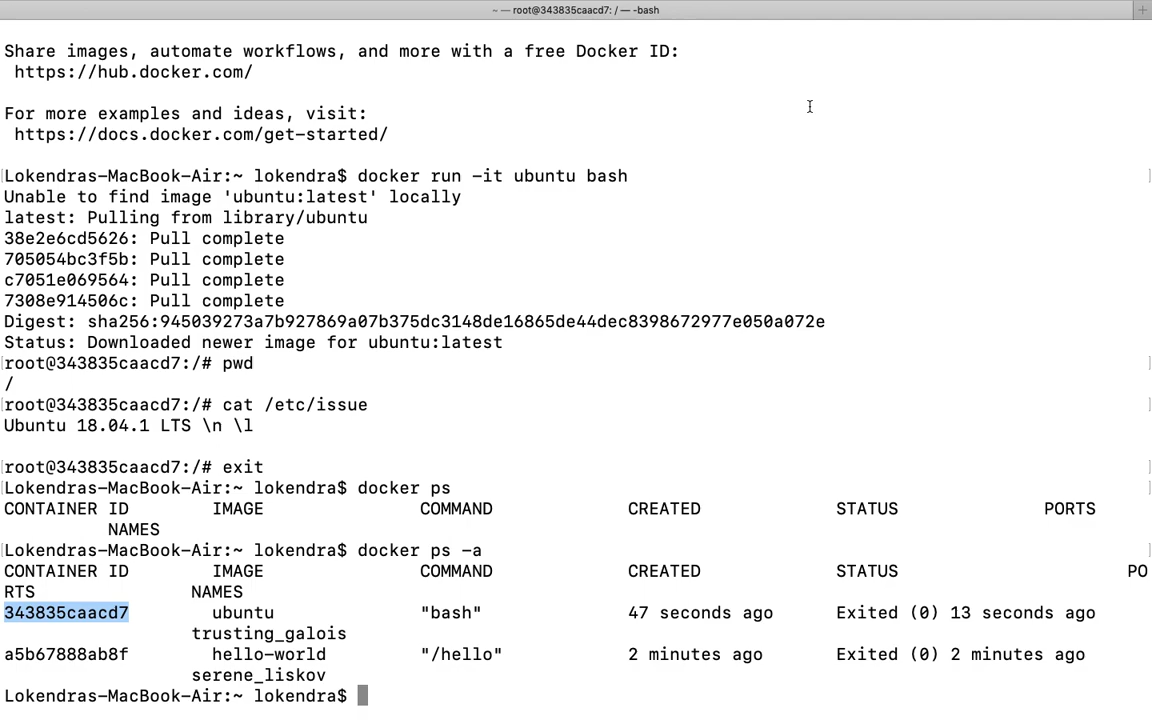 ~ — root@343835caacd7: / — -bash
Share images, automate workflows, and more with a free Docker ID:
https://hub.docker.com/
For more examples and ideas, visit:
https://docs.docker.com/get-started/
Lokendras-MacBook-Air:~ lokendra$ docker run -it ubuntu bash
Unable to find image 'ubuntu:latest' locally
latest: Pulling from library/ubuntu
38e2e6cd5626: Pull complete
705054bc3f5b: Pull complete
c7051e069564: Pull complete
7308e914506c: Pull complete
Digest: sha256:945039273a7b927869a07b375dc3148de16865de44dec8398672977e050a072e
Status: Downloaded newer image for ubuntu:latest
root@343835caacd7:/# pwd
/
root@343835caacd7:/# cat /etc/issue
Ubuntu 18.04.1 LTS \n \l
root@343835caacd7:/# exit
Lokendras-MacBook-Air:~ lokendra$ docker ps
CONTAINER ID IMAGE COMMAND CREATED STATUS PORTS
NAMES
Lokendras-MacBook-Air:~ lokendra$ docker ps -a
CONTAINER ID IMAGE COMMAND CREATED STATUS PO
RTS NAMES
343835caacd7 ubuntu "bash" 47 seconds ago Exited (0) 13 seconds ago
trusting_galois
a5b67888ab8f hello-world "/hello" 2 minutes ago Exited (0) 2 minutes ago
serene_liskov
Lokendras-MacBook-Air:~ lokendra$